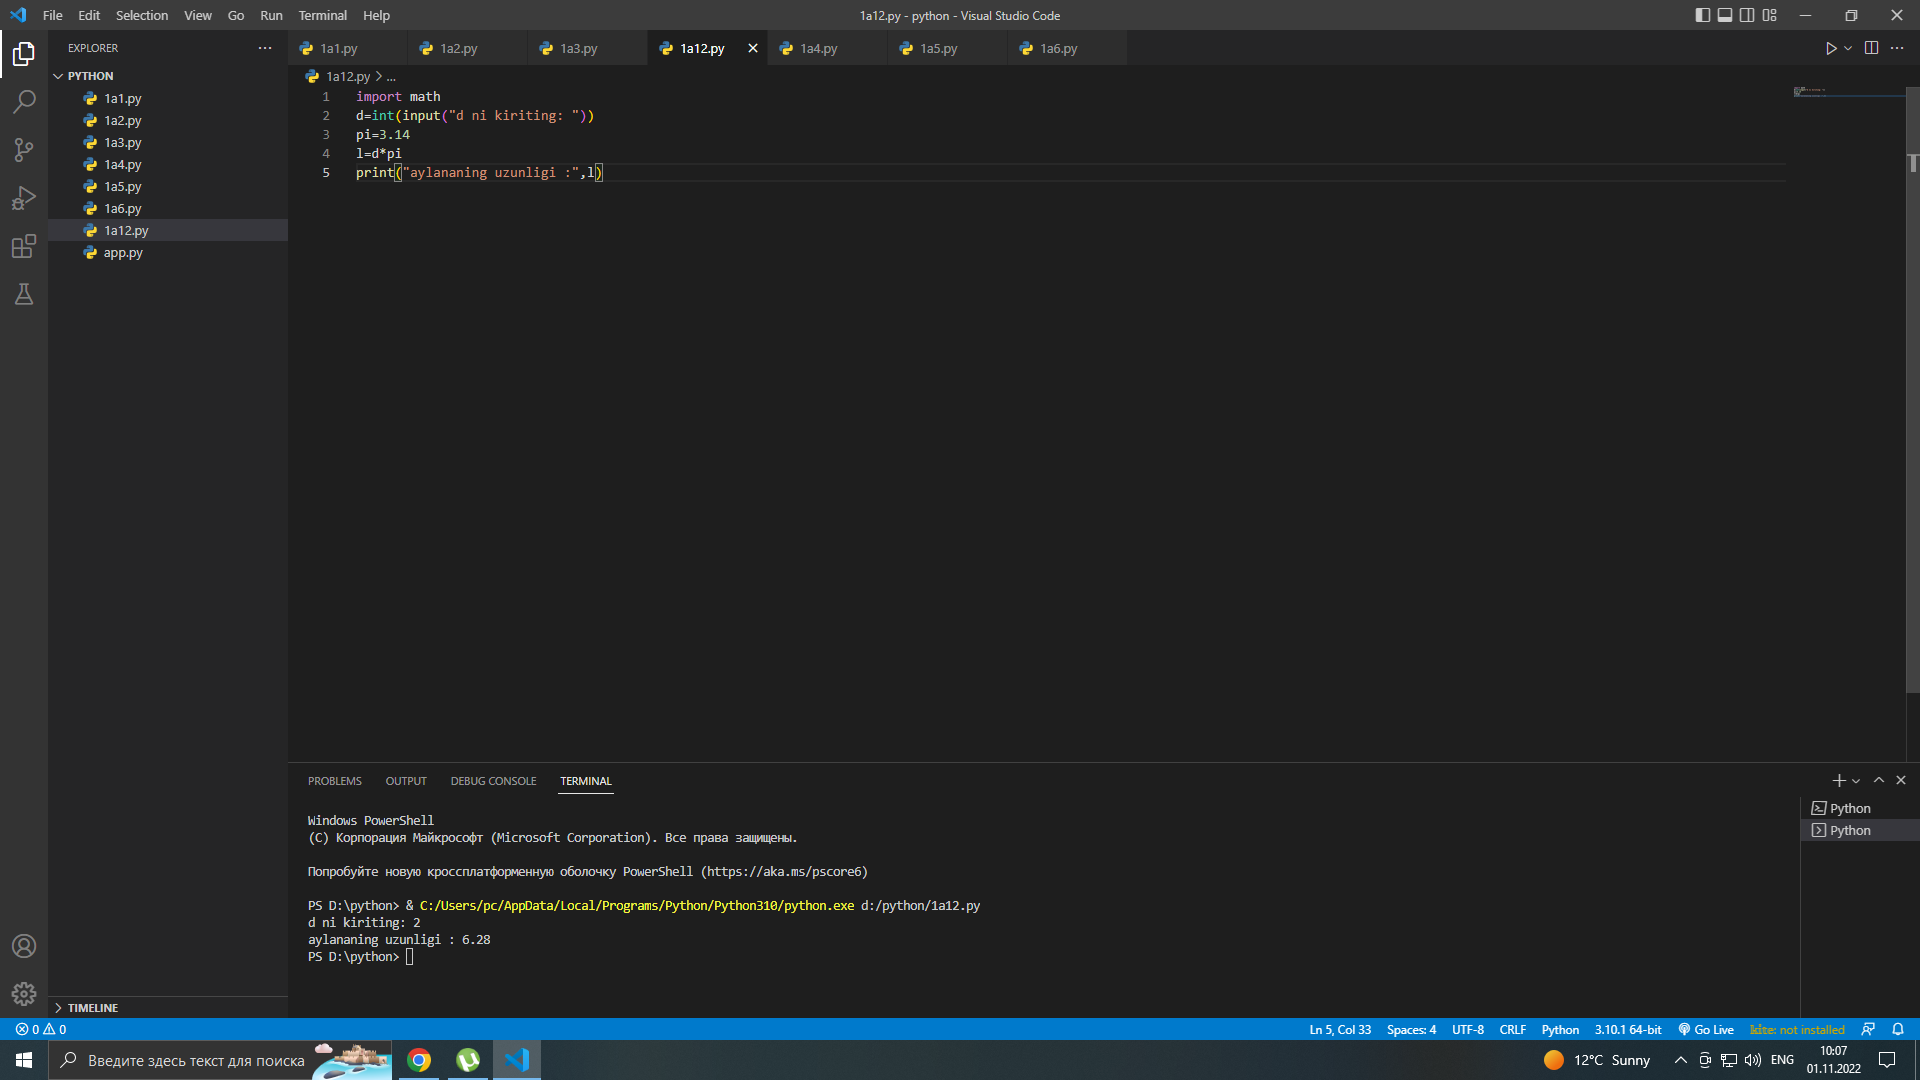 File Edit Selection View Go Run Terminal Help
1a12.py - python - Visual Studio Code
EXPLORER
1a1.py 1a2.py 1a3.py 1a12.py 1a4.py 1a5.py 1a6.py
PYTHON
1a1.py
1a2.py
1a3.py
1a4.py
1a5.py
1a6.py
1a12.py
app.py
1a12.py > ...
1 import math
2 d=int(input("d ni kiriting: "))
3 pi=3.14
4 l=d*pi
5 print("aylananing uzunligi :",l)
PROBLEMS OUTPUT DEBUG CONSOLE TERMINAL
Windows PowerShell
(C) Корпорация Майкрософт (Microsoft Corporation). Все права защищены.
Попробуйте новую кроссплатформенную оболочку PowerShell (https://aka.ms/pscore6)
PS D:\python> & C:/Users/pc/AppData/Local/Programs/Python/Python310/python.exe d:/python/1a12.py
d ni kiriting: 2
aylananing uzunligi : 6.28
PS D:\python>
Python
Python
TIMELINE
0 0
Ln 5, Col 33 Spaces: 4 UTF-8 CRLF Python 3.10.1 64-bit Go Live kite: not installed
Введите здесь текст для поиска
12°C Sunny
ENG
10:07
01.11.2022